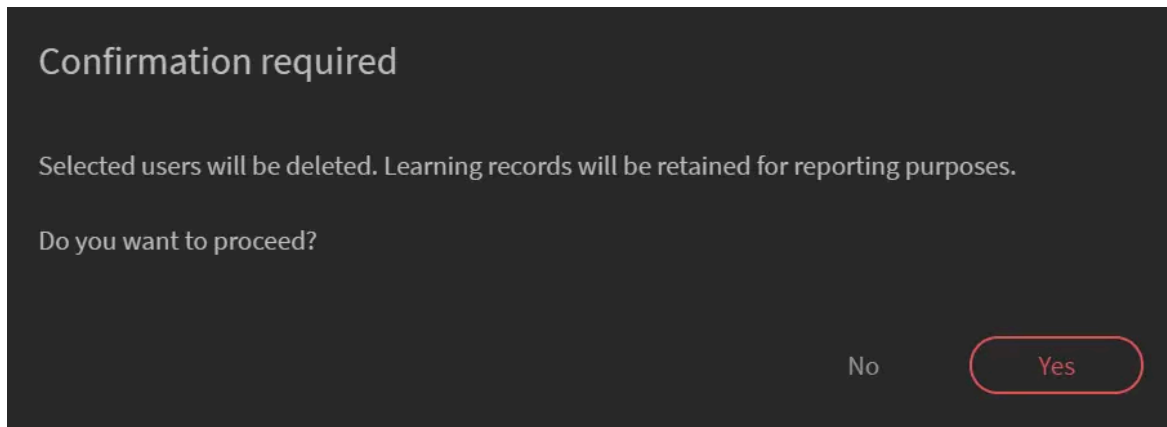 Confirmation required
Selected users will be deleted. Learning records will be retained for reporting purposes.
Do you want to proceed?
No
Yes